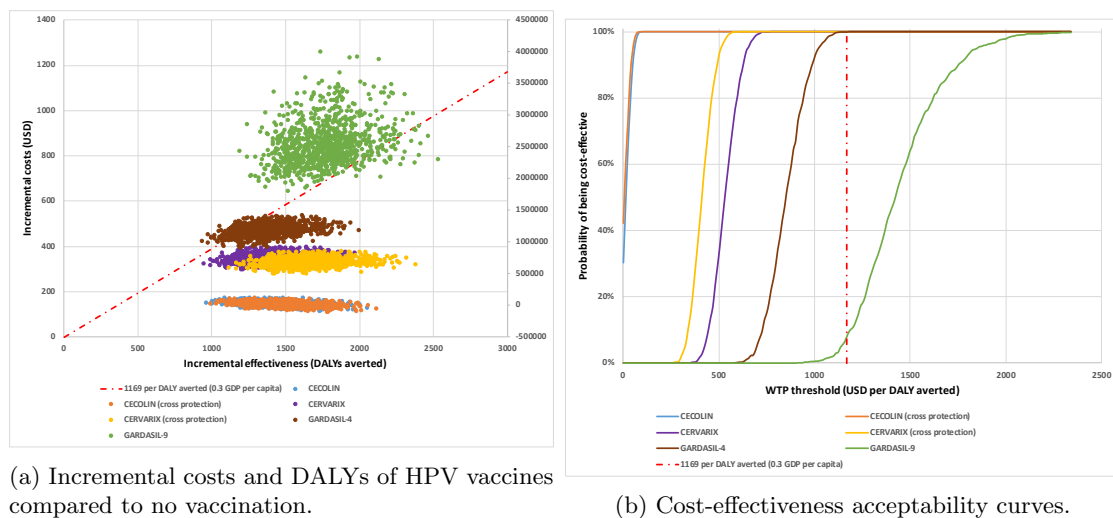 1400
1200
1000
800
600
400
200
0
4500000
4000000
3500000
3000000
2500000
2000000
1500000
1000000
500000
0
-500000
0
500
1000
1500
2000
2500
3000
Incremental costs (USD)
Incremental effectiveness (DALYs averted)
1169 per DALY averted (0.3 GDP per capita)
CECOLIN
CECOLIN (cross protection)
CERVARIX
CERVARIX (cross protection)
GARDASIL-4
GARDASIL-9
(a) Incremental costs and DALYs of HPV vaccines
compared to no vaccination.
100%
80%
60%
40%
20%
0%
0
500
1000
1500
2000
2500
Probability of being cost-effective
WTP threshold (USD per DALY averted)
CECOLIN
CECOLIN (cross protection)
CERVARIX
CERVARIX (cross protection)
GARDASIL-4
GARDASIL-9
1169 per DALY averted (0.3 GDP per capita)
(b) Cost-effectiveness acceptability curves.